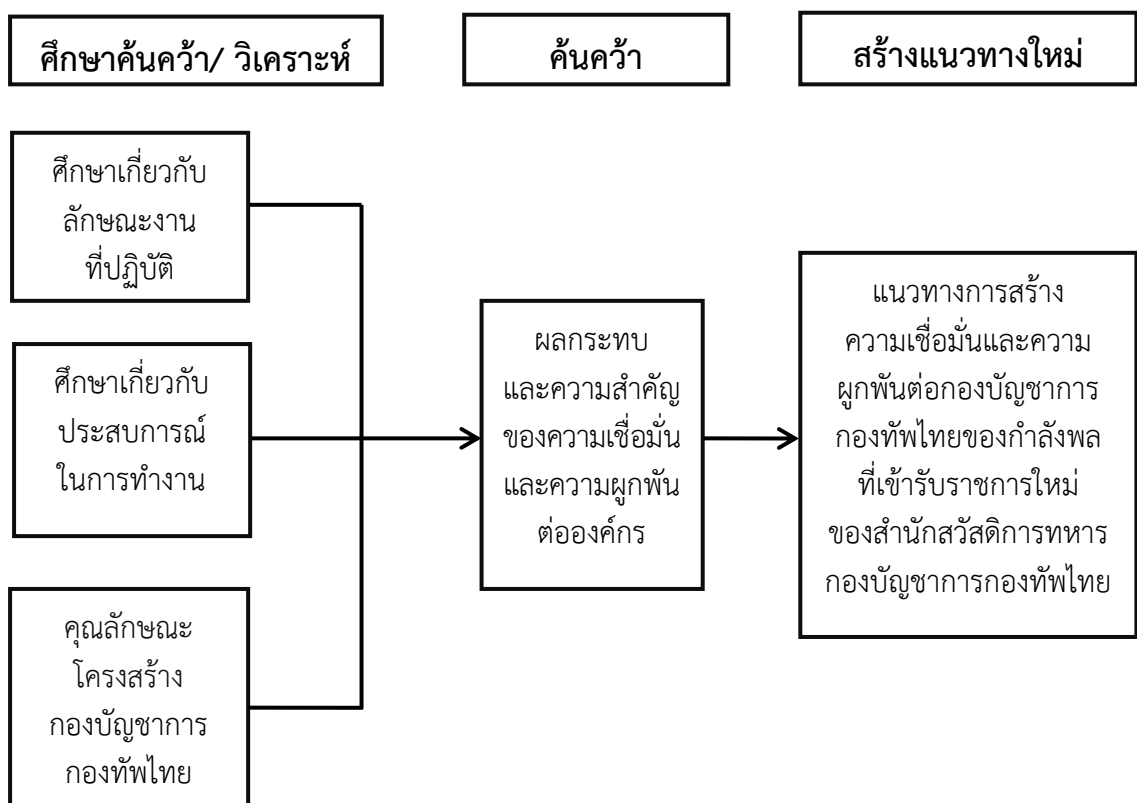 ศึกษาค้นคว้า/ วิเคราะห์
ค้นคว้า
สร้างแนวทางใหม่
ศึกษาเกี่ยวกับ
ลักษณะงาน
ที่ปฏิบัติ
ศึกษาเกี่ยวกับ
ประสบการณ์
ในการทำงาน
คุณลักษณะ
โครงสร้าง
กองบัญชาการ
กองทัพไทย
ผลกระทบ
และความสำคัญ
ของความเชื่อมั่น
และความผูกพัน
ต่อองค์กร
แนวทางการสร้าง
ความเชื่อมั่นและความ
ผูกพันต่อกองบัญชาการ
กองทัพไทยของกำลังพล
ที่เข้ารับราชการใหม่
ของสำนักสวัสดิการทหาร
กองบัญชาการกองทัพไทย